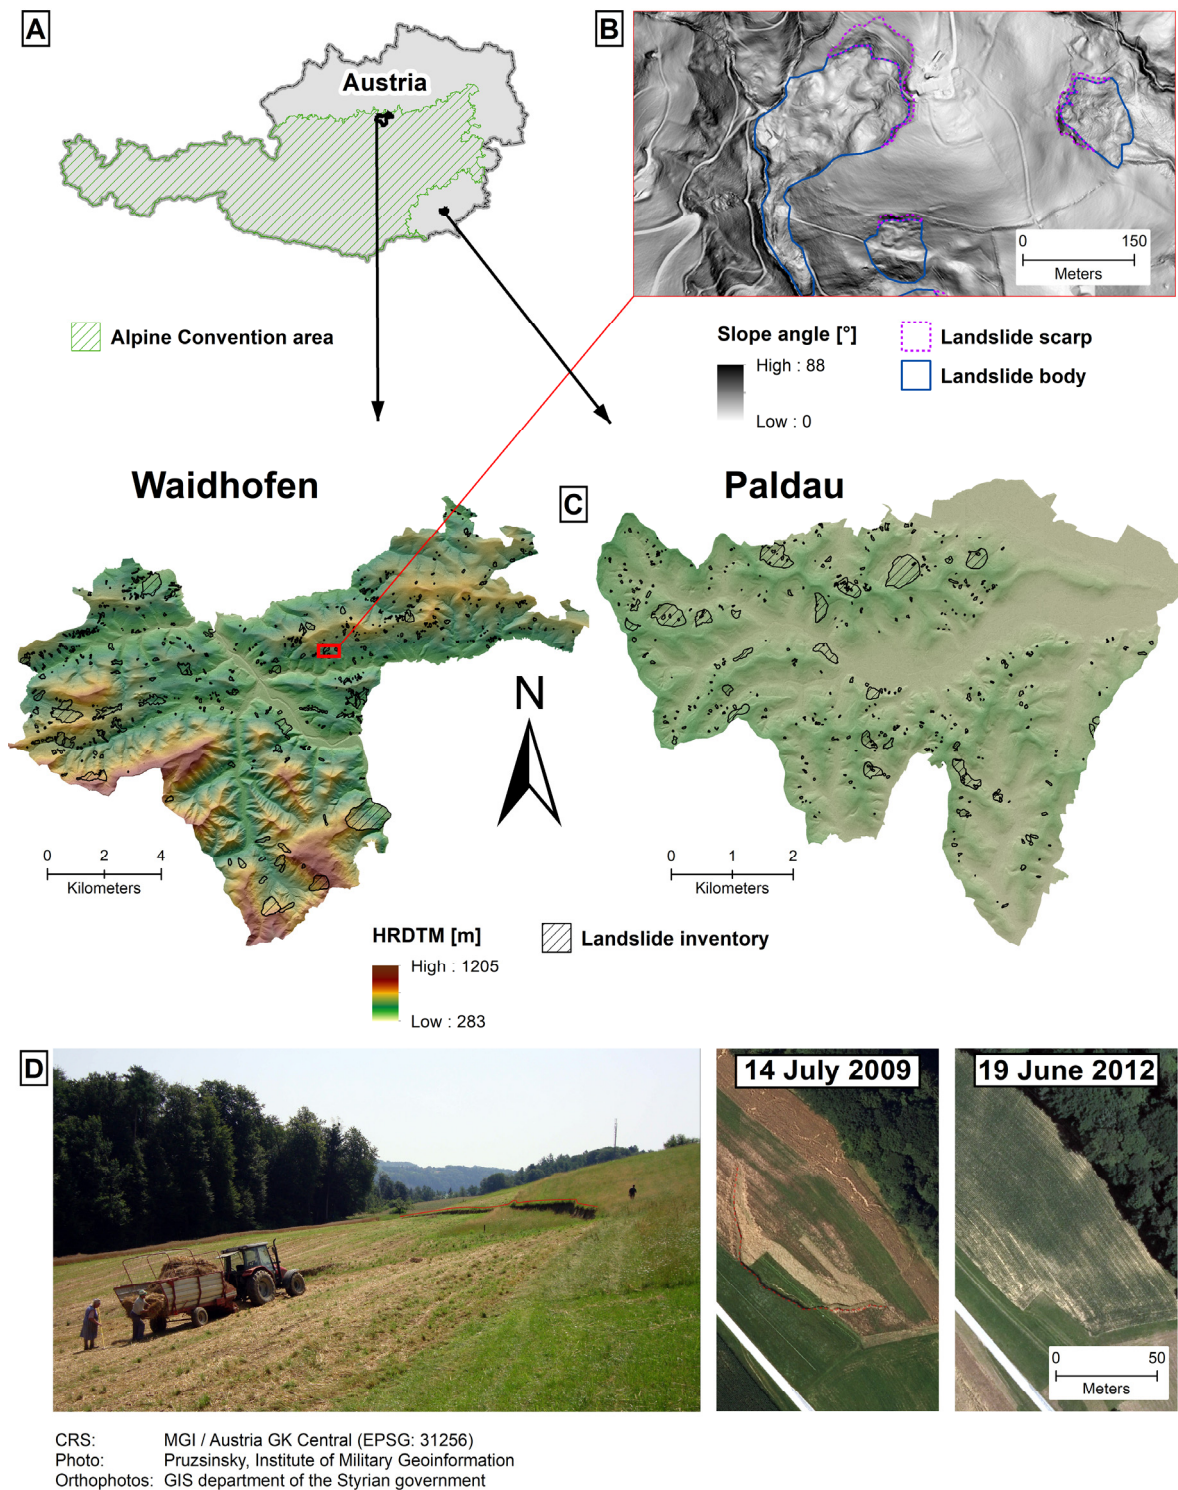 A
Austria
Alpine Convention area
B
0 150
Meters
Slope angle [°]
High : 88
Low : 0
Landslide scarp
Landslide body
Waidhofen
C
Paldau
N
0 2 4
Kilometers
0 1 2
Kilometers
HRDTM [m]
High : 1205
Low : 283
Landslide inventory
D
14 July 2009
19 June 2012
0 50
Meters
CRS: MGI / Austria GK Central (EPSG: 31256)
Photo: Pruzsinsky, Institute of Military Geoinformation
Orthophotos: GIS department of the Styrian government